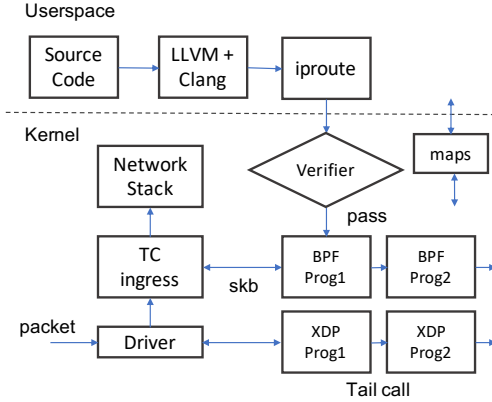 Userspace
Source
Code
LLVM +
Clang
iproute
Kernel
Network
Stack
Verifier
maps
pass
TC
ingress
skb
BPF
Prog1
BPF
Prog2
packet
Driver
XDP
Prog1
XDP
Prog2
Tail call